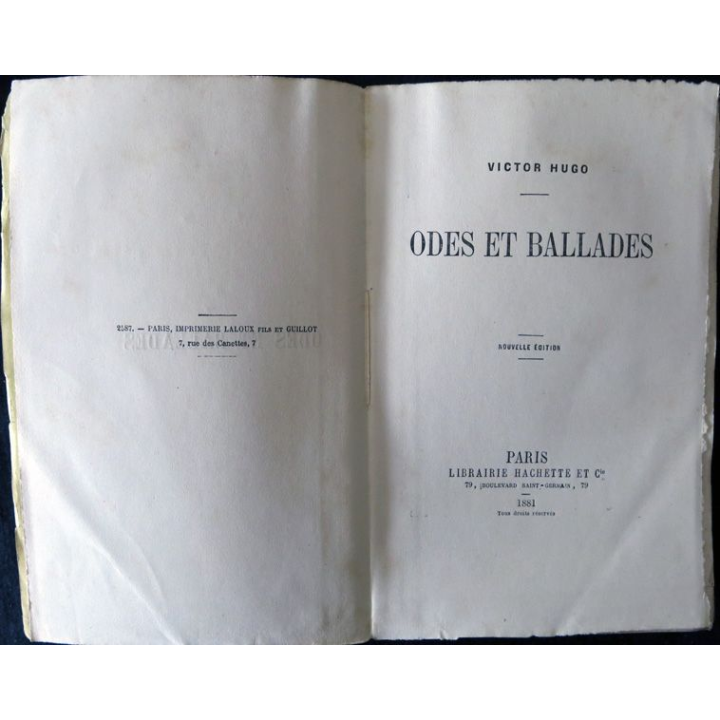 2587. — PARIS, IMPRIMERIE LALOUX FILS ET GUILLOT
7, rue des Canettes, 7
VICTOR HUGO
ODES ET BALLADES
NOUVELLE ÉDITION
PARIS
LIBRAIRIE HACHETTE ET Cie
79, BOULEVARD SAINT-GERMAIN, 79
1881
Tous droits réservés